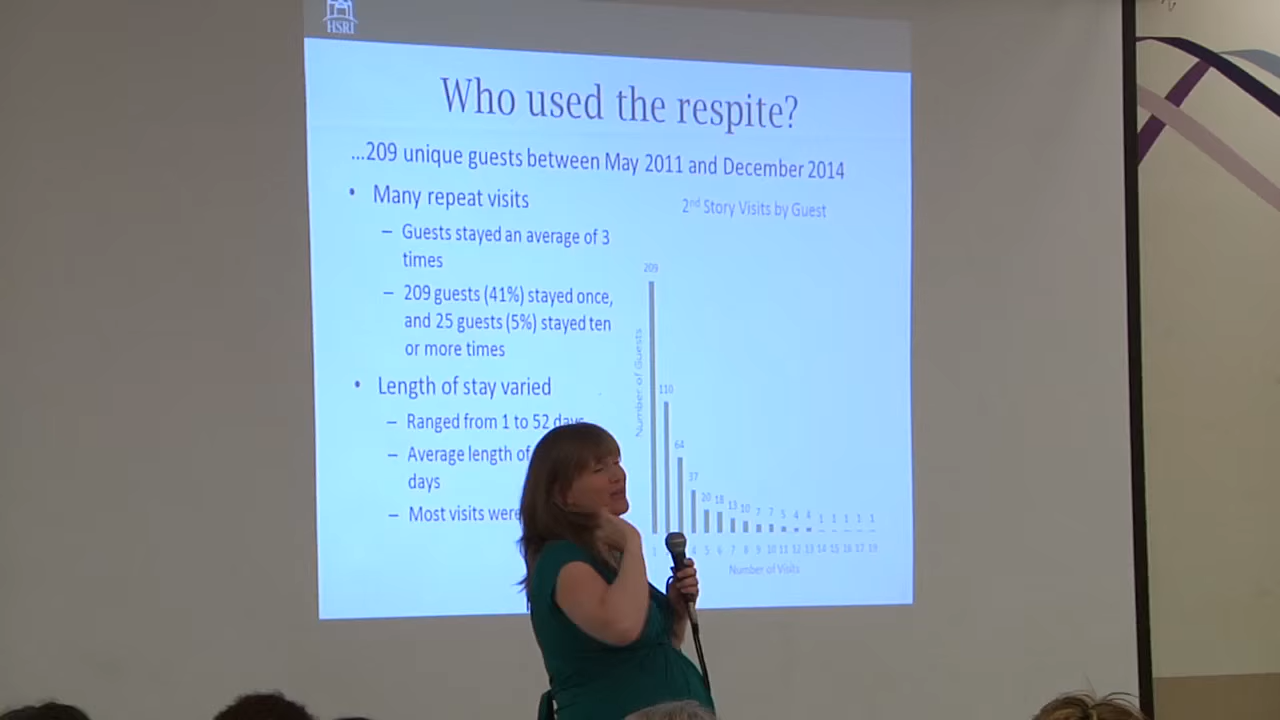 HSRI
Who used the respite?
...209 unique guests between May 2011 and December 2014
• Many repeat visits
– Guests stayed an average of 3
times
– 209 guests (41%) stayed once,
and 25 guests (5%) stayed ten
or more times
• Length of stay varied
– Ranged from 1 to 52 days
– Average length of
days
– Most visits were
2nd Story Visits by Guest
Number of Guests
209
110
64
37
20 18 13 10 7 7 5 4 4 1 1 1 1 1
1 4 5 6 7 8 9 10 11 12 13 14 15 16 17 19
Number of Visits